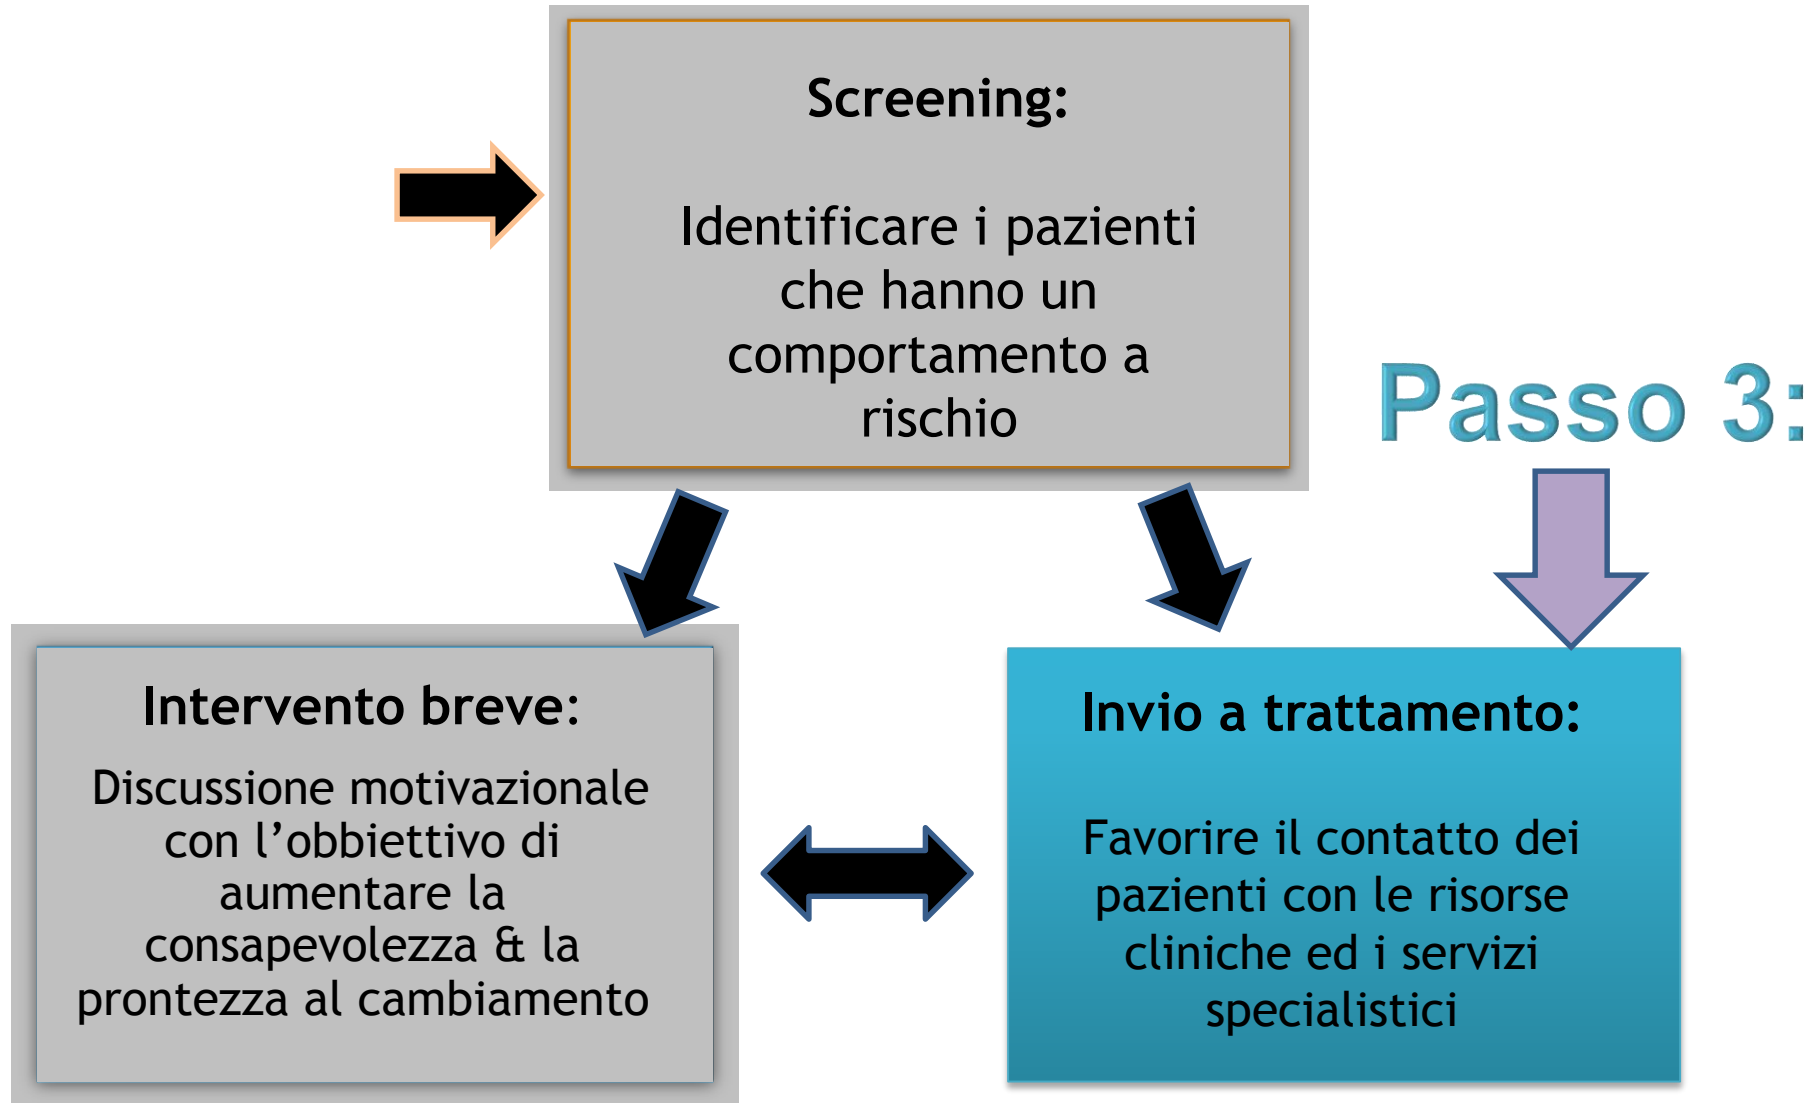 Screening:
Identificare i pazienti
che hanno un
comportamento a
rischio
Passo 3:
Intervento breve:
Discussione motivazionale
con l’obbiettivo di
aumentare la
consapevolezza & la
prontezza al cambiamento
Invio a trattamento:
Favorire il contatto dei
pazienti con le risorse
cliniche ed i servizi
specialistici